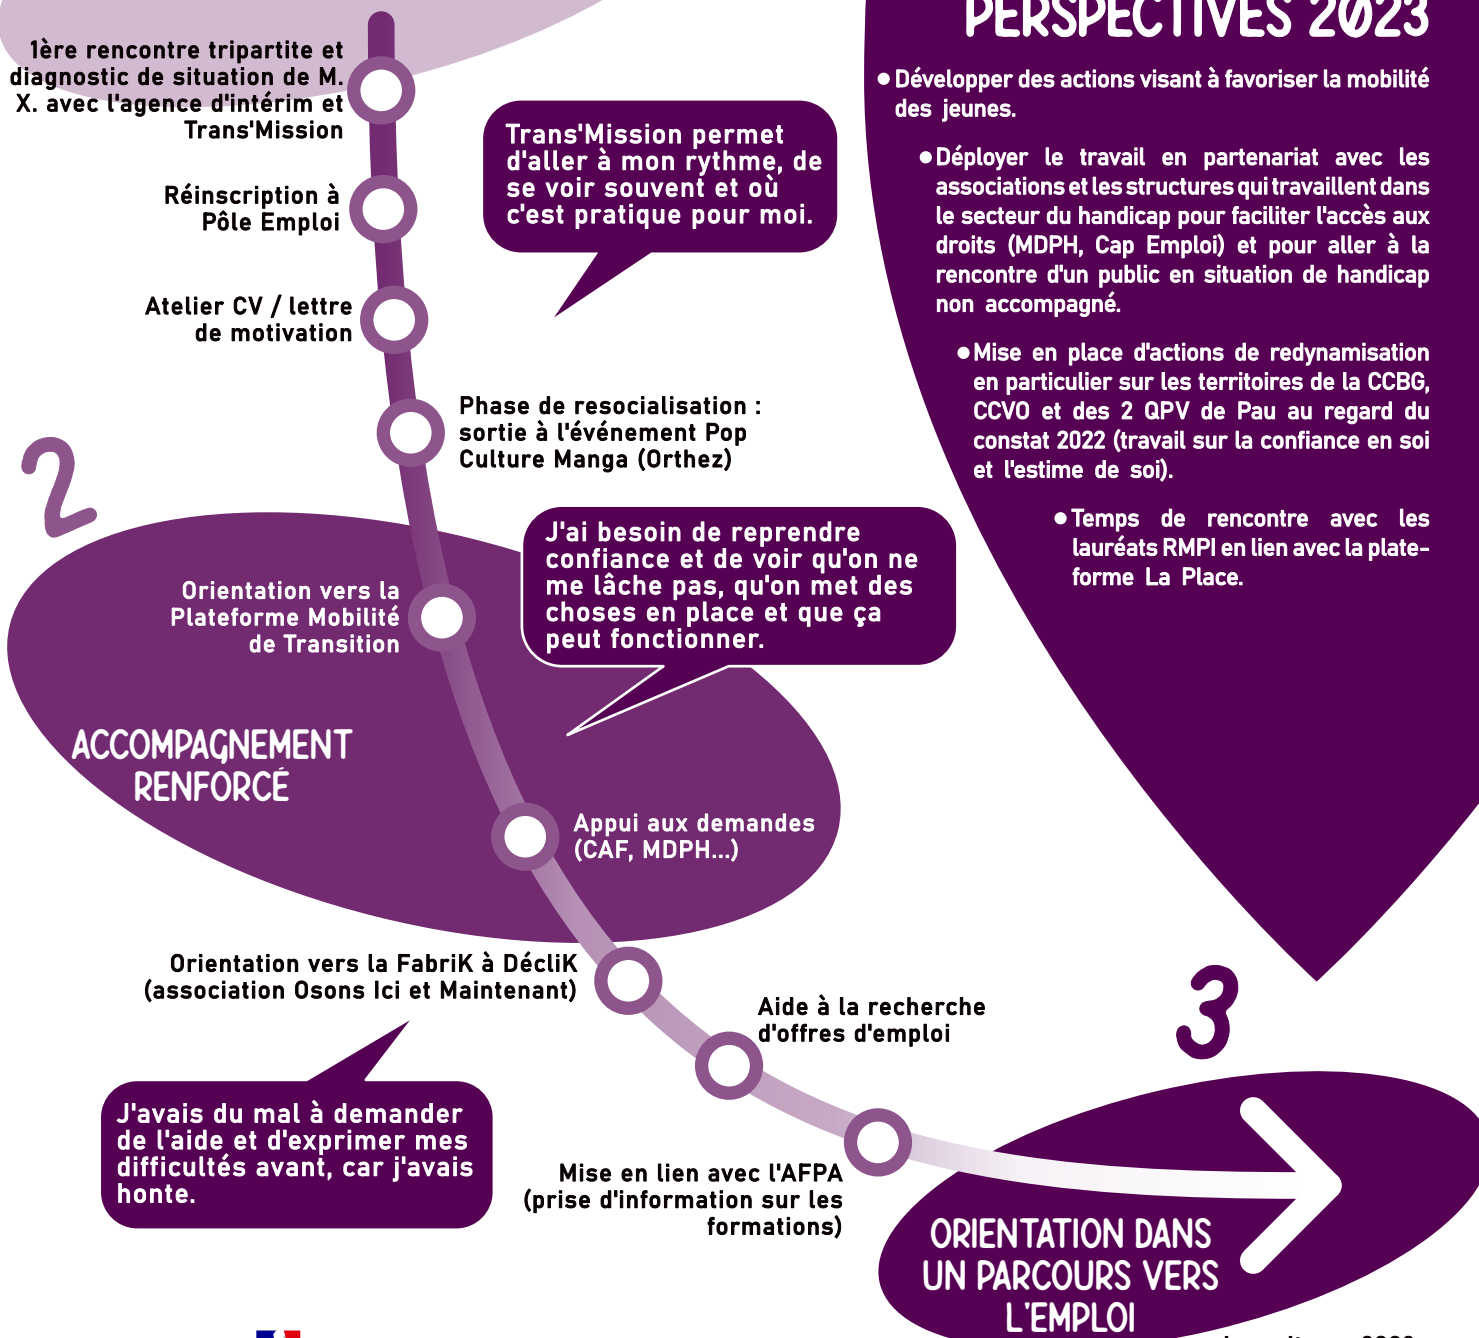 1ère rencontre tripartite et
diagnostic de situation de M.
X. avec l'agence d'intérim et
Trans'Mission
Réinscription à
Pôle Emploi
Atelier CV / lettre
de motivation
Trans'Mission permet
d'aller à mon rythme, de
se voir souvent et où
c'est pratique pour moi.
Phase de resocialisation :
sortie à l'événement Pop
Culture Manga (Orthez)
2
J'ai besoin de reprendre
confiance et de voir qu'on ne
me lâche pas, qu'on met des
choses en place et que ça
peut fonctionner.
Orientation vers la
Plateforme Mobilité
de Transition
ACCOMPAGNEMENT
RENFORCÉ
Appui aux demandes
(CAF, MDPH...)
Orientation vers la FabriK à DécliK
(association Osons Ici et Maintenant)
J'avais du mal à demander
de l'aide et d'exprimer mes
difficultés avant, car j'avais
honte.
Aide à la recherche
d'offres d'emploi
Mise en lien avec l'AFPA
(prise d'information sur les
formations)
3
ORIENTATION DANS
UN PARCOURS VERS
L'EMPLOI
PERSPECTIVES 2023
• Développer des actions visant à favoriser la mobilité
des jeunes.
• Déployer le travail en partenariat avec les
associations et les structures qui travaillent dans
le secteur du handicap pour faciliter l'accès aux
droits (MDPH, Cap Emploi) et pour aller à la
rencontre d'un public en situation de handicap
non accompagné.
• Mise en place d'actions de redynamisation
en particulier sur les territoires de la CCBG,
CCVO et des 2 QPV de Pau au regard du
constat 2022 (travail sur la confiance en soi
et l'estime de soi).
• Temps de rencontre avec les
lauréats RMPI en lien avec la plate-
forme La Place.